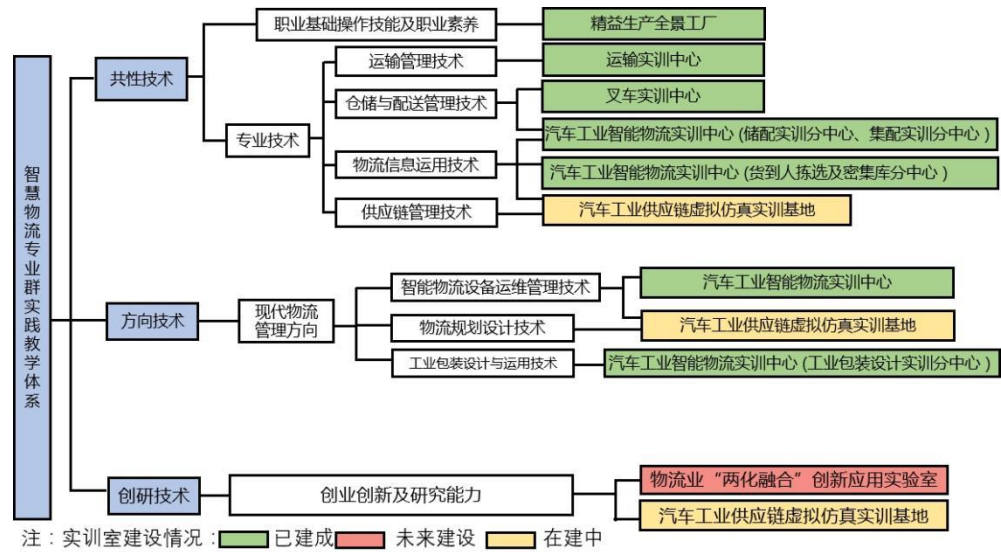 智慧物流专业群实践教学体系
共性技术
职业基础操作技能及职业素养
精益生产全景工厂
专业技术
运输管理技术
运输实训中心
仓储与配送管理技术
叉车实训中心
汽车工业智能物流实训中心 (储配实训分中心、集配实训分中心 )
物流信息运用技术
汽车工业智能物流实训中心 (货到人拣选及密集库分中心 )
供应链管理技术
汽车工业供应链虚拟仿真实训基地
方向技术
现代物流
管理方向
智能物流设备运维管理技术
汽车工业智能物流实训中心
物流规划设计技术
汽车工业供应链虚拟仿真实训基地
工业包装设计与运用技术
汽车工业智能物流实训中心 (工业包装设计实训分中心 )
创研技术
创业创新及研究能力
物流业“两化融合”创新应用实验室
汽车工业供应链虚拟仿真实训基地
注：实训室建设情况： 已建成 未来建设 在建中